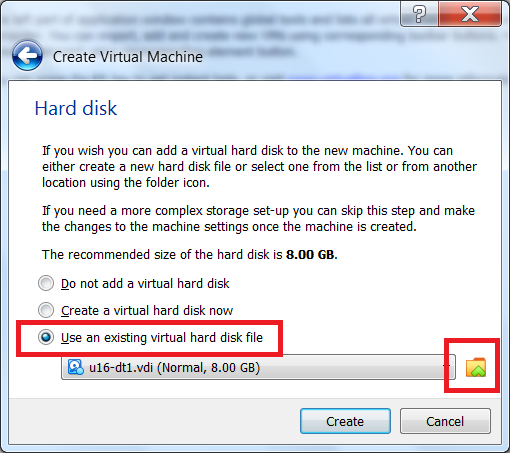 Create Virtual Machine
Hard disk
If you wish you can add a virtual hard disk to the new machine. You can
either create a new hard disk file or select one from the list or from another
location using the folder icon.
If you need a more complex storage set-up you can skip this step and make
the changes to the machine settings once the machine is created.
The recommended size of the hard disk is 8.00 GB.
Do not add a virtual hard disk
Create a virtual hard disk now
Use an existing virtual hard disk file
u16-dt1.vdi (Normal, 8.00 GB)
Create
Cancel